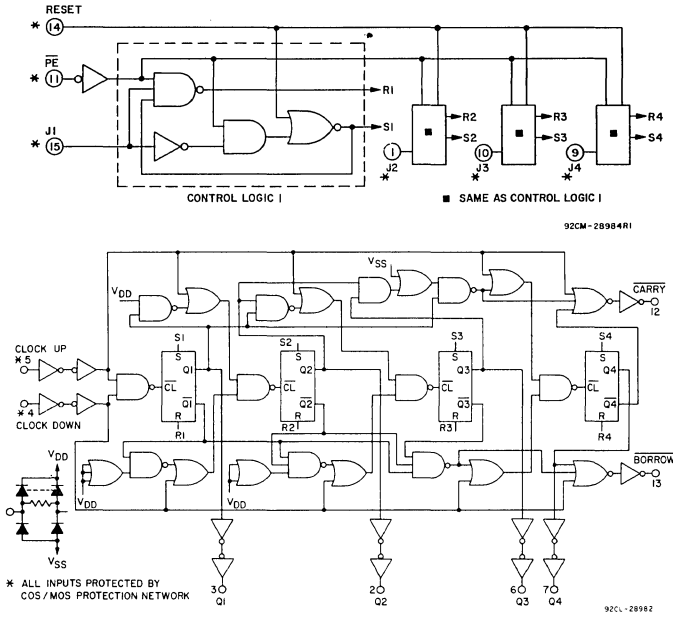 RESET
* 14
PE
* 11
J1
* 15
R1
S1
CONTROL LOGIC I
R2
S2
1
J2
*
R3
S3
10
J3
*
R4
S4
9
J4
*
■ SAME AS CONTROL LOGIC I
92CM-28984R1
VSS
VDD
CARRY
12
CLOCK UP
*5
*4
CLOCK DOWN
S1
S
Q1
CL
Q1
R
R1
S2
S
Q2
CL
Q2
R
R2
S3
S
Q3
CL
Q3
R
R3
S4
S
Q4
CL
Q4
R
R4
BORROW
13
VDD
VDD
VDD
VSS
* ALL INPUTS PROTECTED BY
COS/MOS PROTECTION NETWORK
3
Q1
2
Q2
6
Q3
7
Q4
92CL-28982